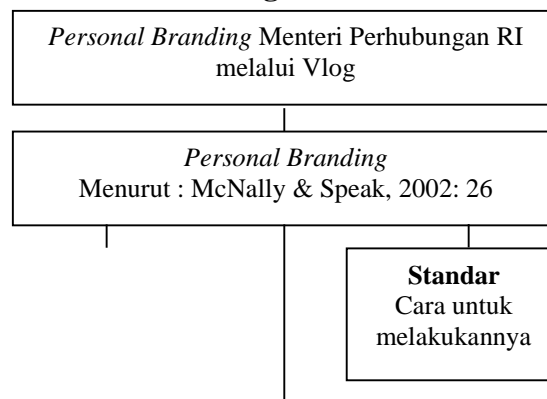 Personal Branding Menteri Perhubungan RI
melalui Vlog
Personal Branding
Menurut : McNally & Speak, 2002: 26
Standar
Cara untuk
melakukannya